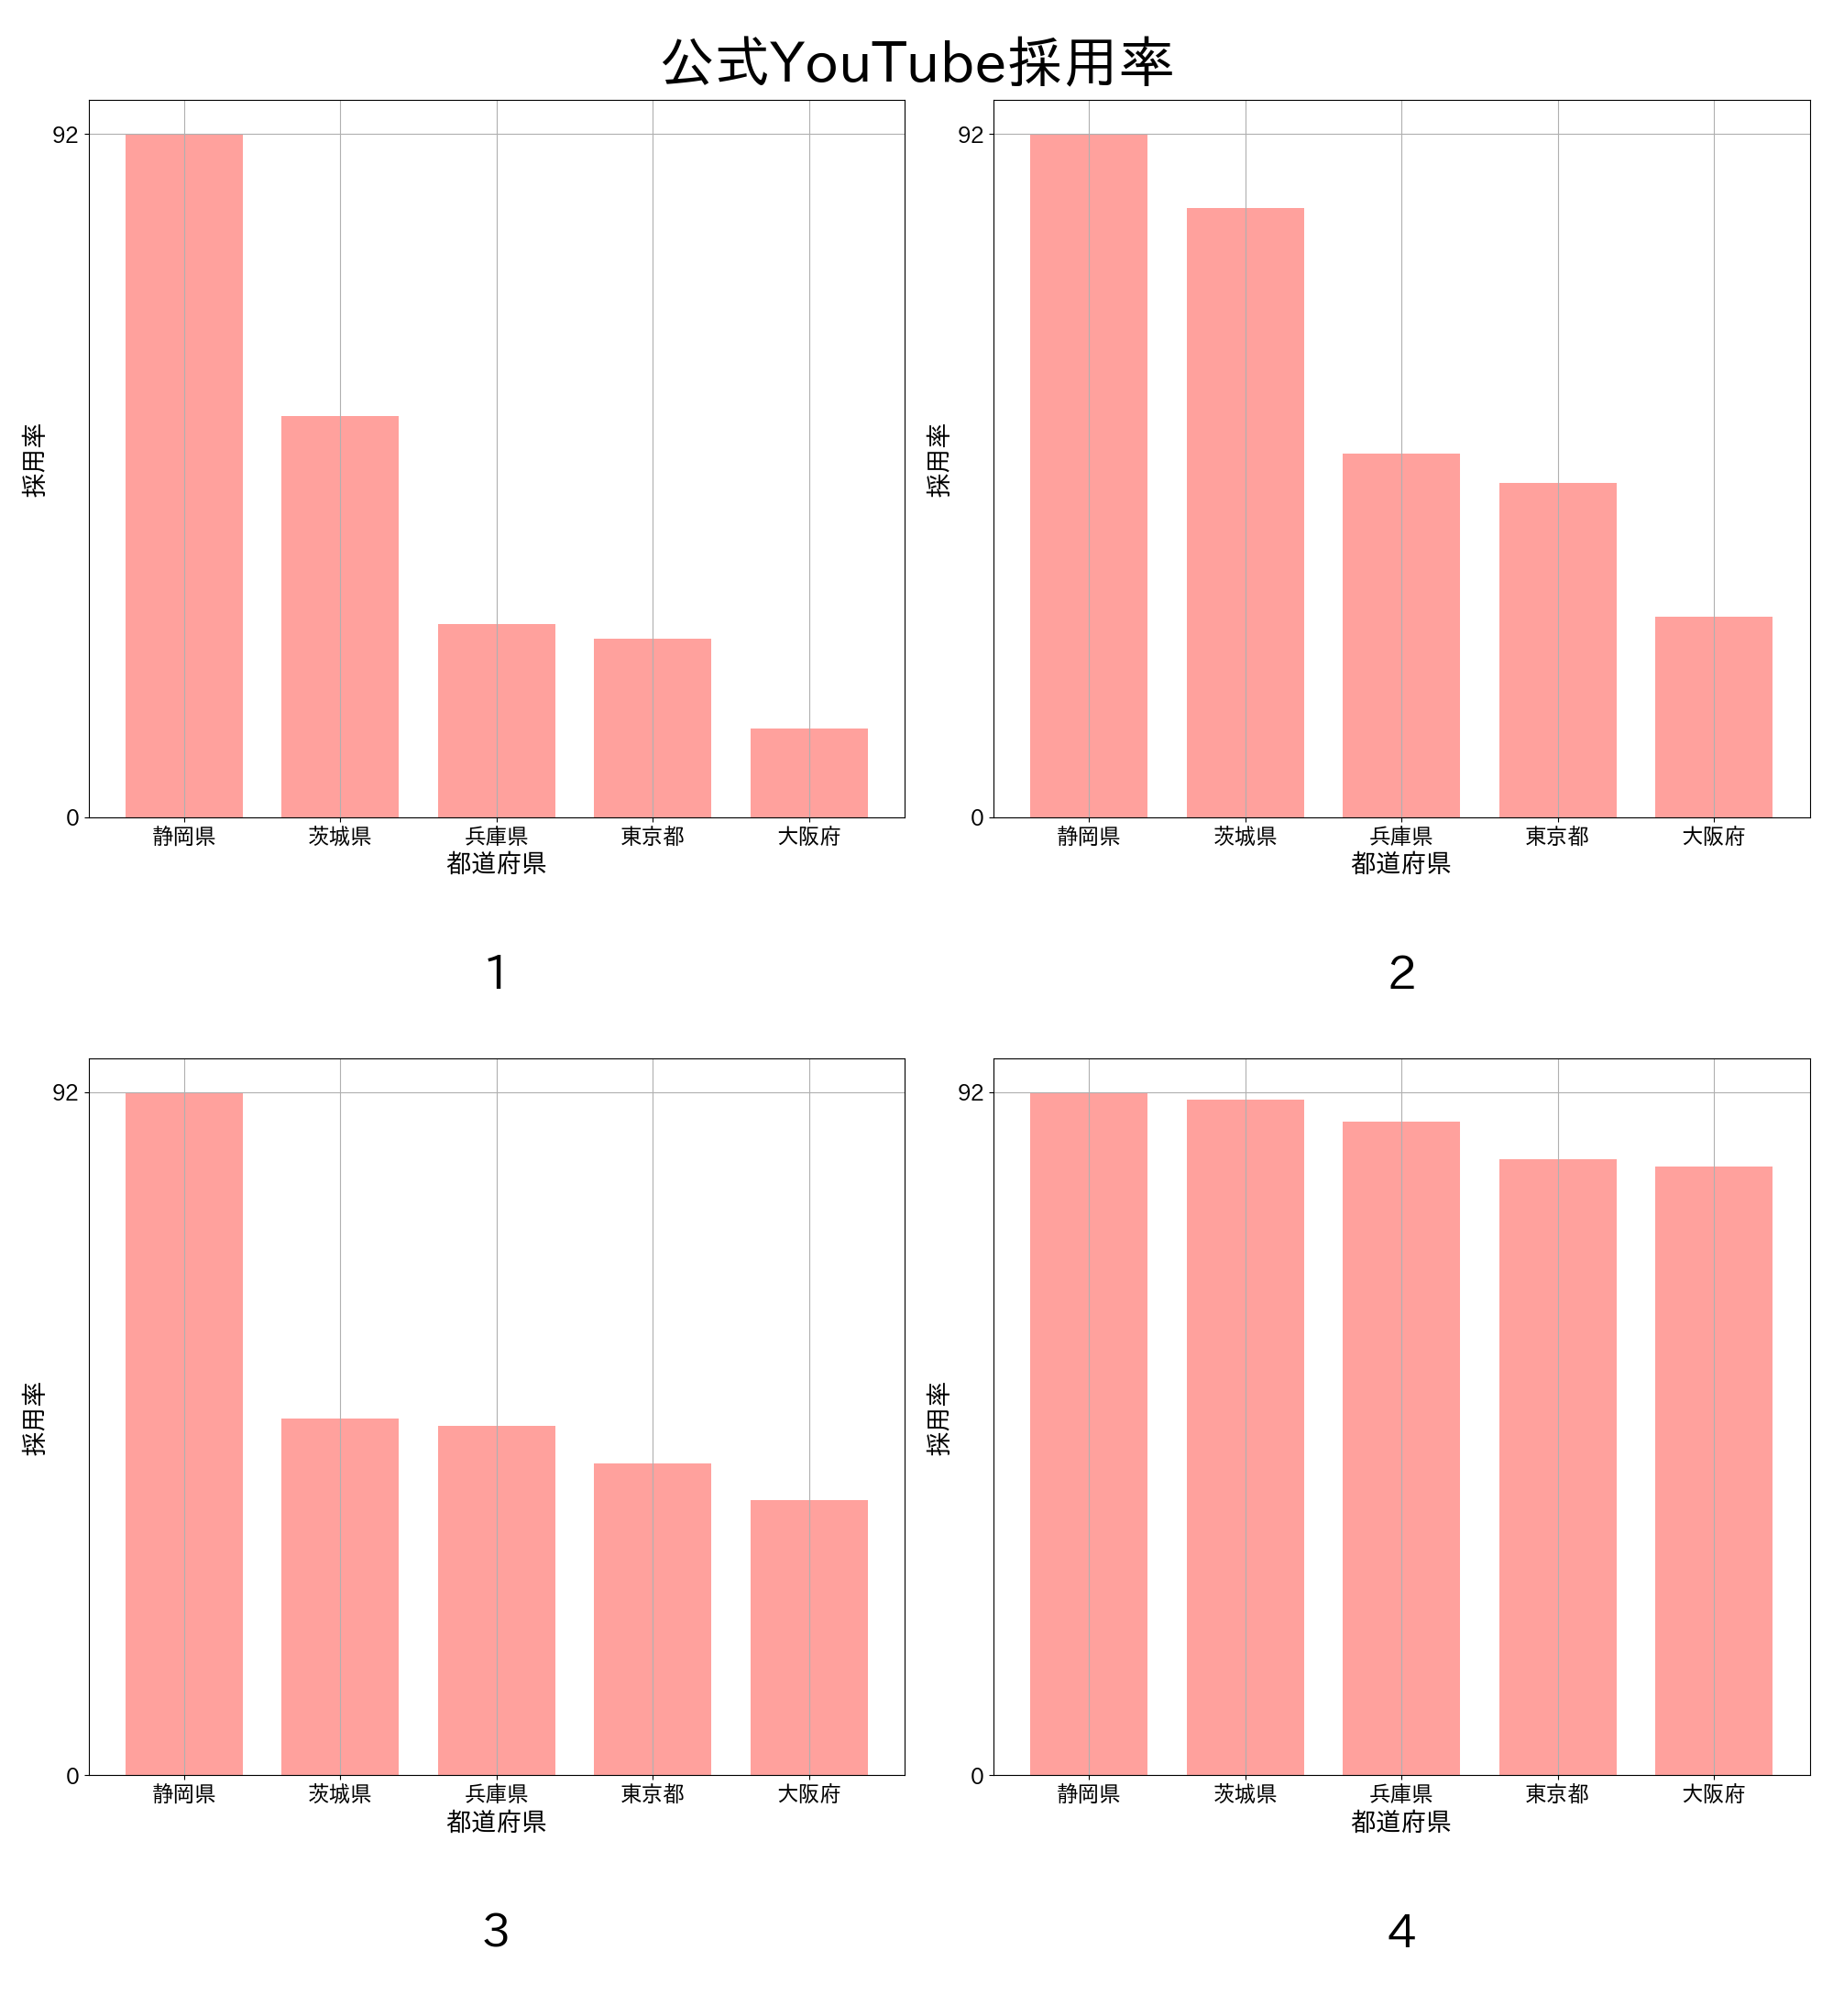 公式YouTube採用率
92
採用率
0
静岡県 茨城県 兵庫県 東京都 大阪府
都道府県
1
92
採用率
0
静岡県 茨城県 兵庫県 東京都 大阪府
都道府県
2
92
採用率
0
静岡県 茨城県 兵庫県 東京都 大阪府
都道府県
3
92
採用率
0
静岡県 茨城県 兵庫県 東京都 大阪府
都道府県
4